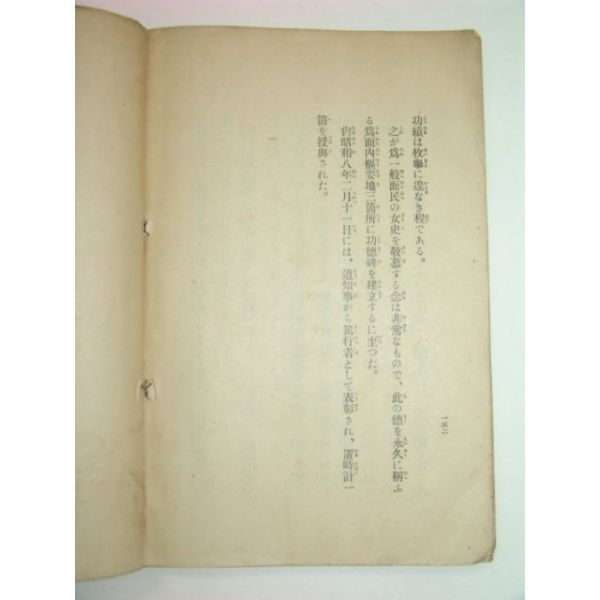 功績は枚擧に遑なき程である。
之が爲一般面民の女史を敬慕する念は非常なもので、此の德を永久に稱ふ
る爲面內樞要地三箇所に功德碑を建立するに至つた。
尙昭和八年二月十一日には、道知事から篤行者として表彰され、置時計一
箇を授與された。
一五二